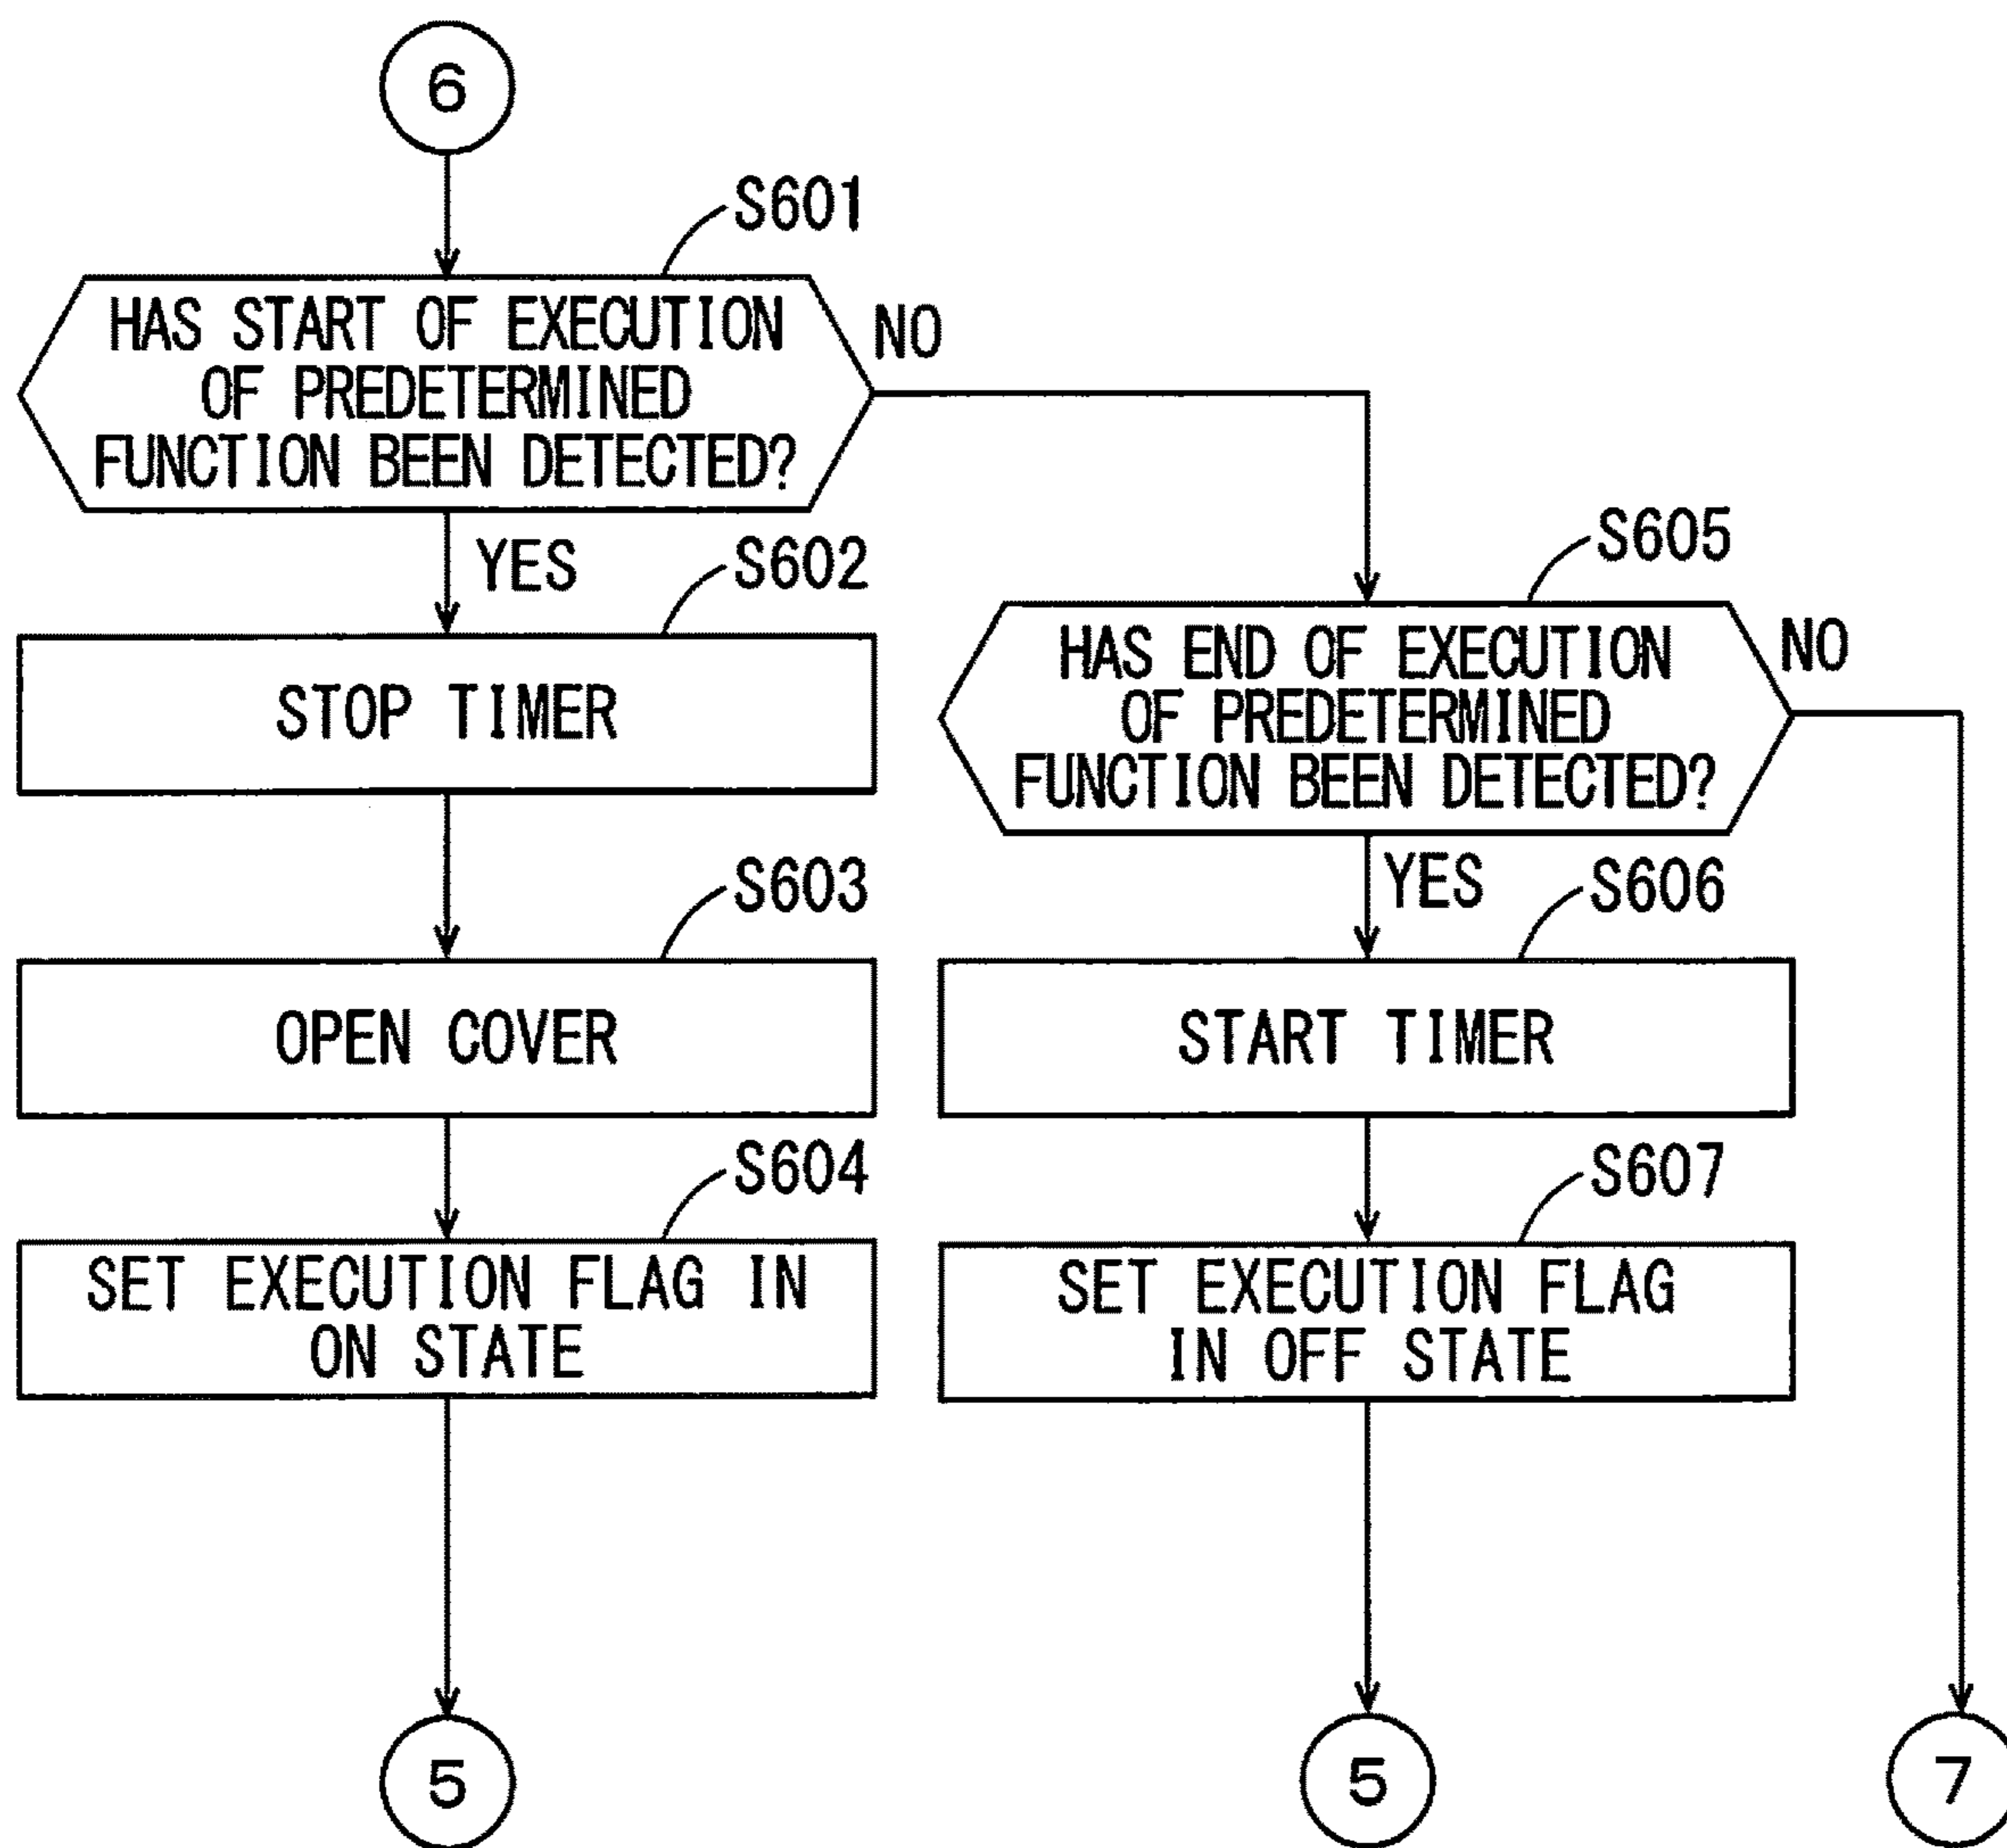 6
S601
HAS START OF EXECUTION
OF PREDETERMINED
FUNCTION BEEN DETECTED?
NO
YES
S602
STOP TIMER
S603
OPEN COVER
S604
SET EXECUTION FLAG IN
ON STATE
5
S605
HAS END OF EXECUTION
OF PREDETERMINED
FUNCTION BEEN DETECTED?
NO
YES
S606
START TIMER
S607
SET EXECUTION FLAG
IN OFF STATE
5
7